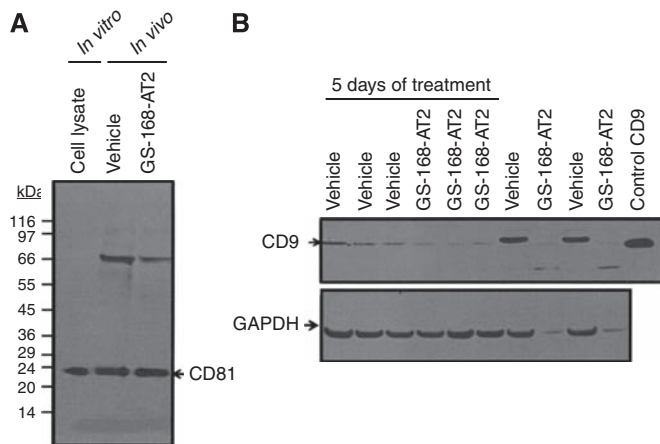 A
In vitro
In vivo
Cell lysate
Vehicle
GS-168-AT2
kDa
116
97
66
55
45
36
29
24
20
14
CD81
B
5 days of treatment
Vehicle
Vehicle
Vehicle
GS-168-AT2
GS-168-AT2
GS-168-AT2
Vehicle
GS-168-AT2
Vehicle
GS-168-AT2
Control CD9
CD9
GAPDH